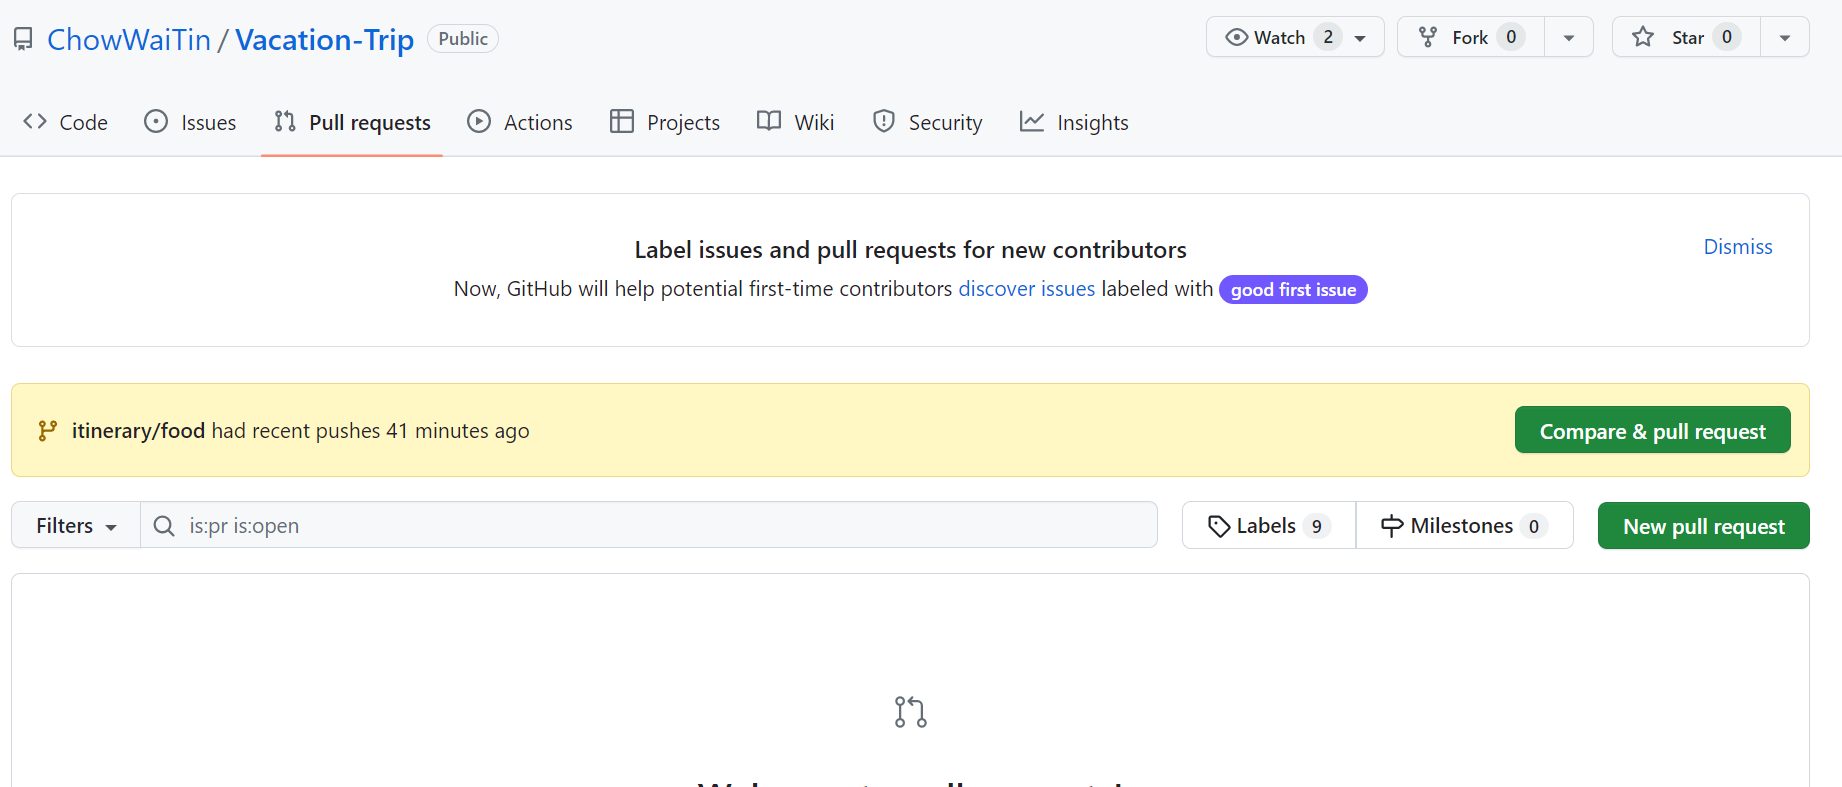 ChowWaiTin / Vacation-Trip Public Watch 2 Fork 0 Star 0
Code Issues Pull requests Actions Projects Wiki Security Insights
Label issues and pull requests for new contributors
Dismiss
Now, GitHub will help potential first-time contributors discover issues labeled with good first issue
itinerary/food had recent pushes 41 minutes ago Compare & pull request
Filters is:pr is:open Labels 9 Milestones 0 New pull request